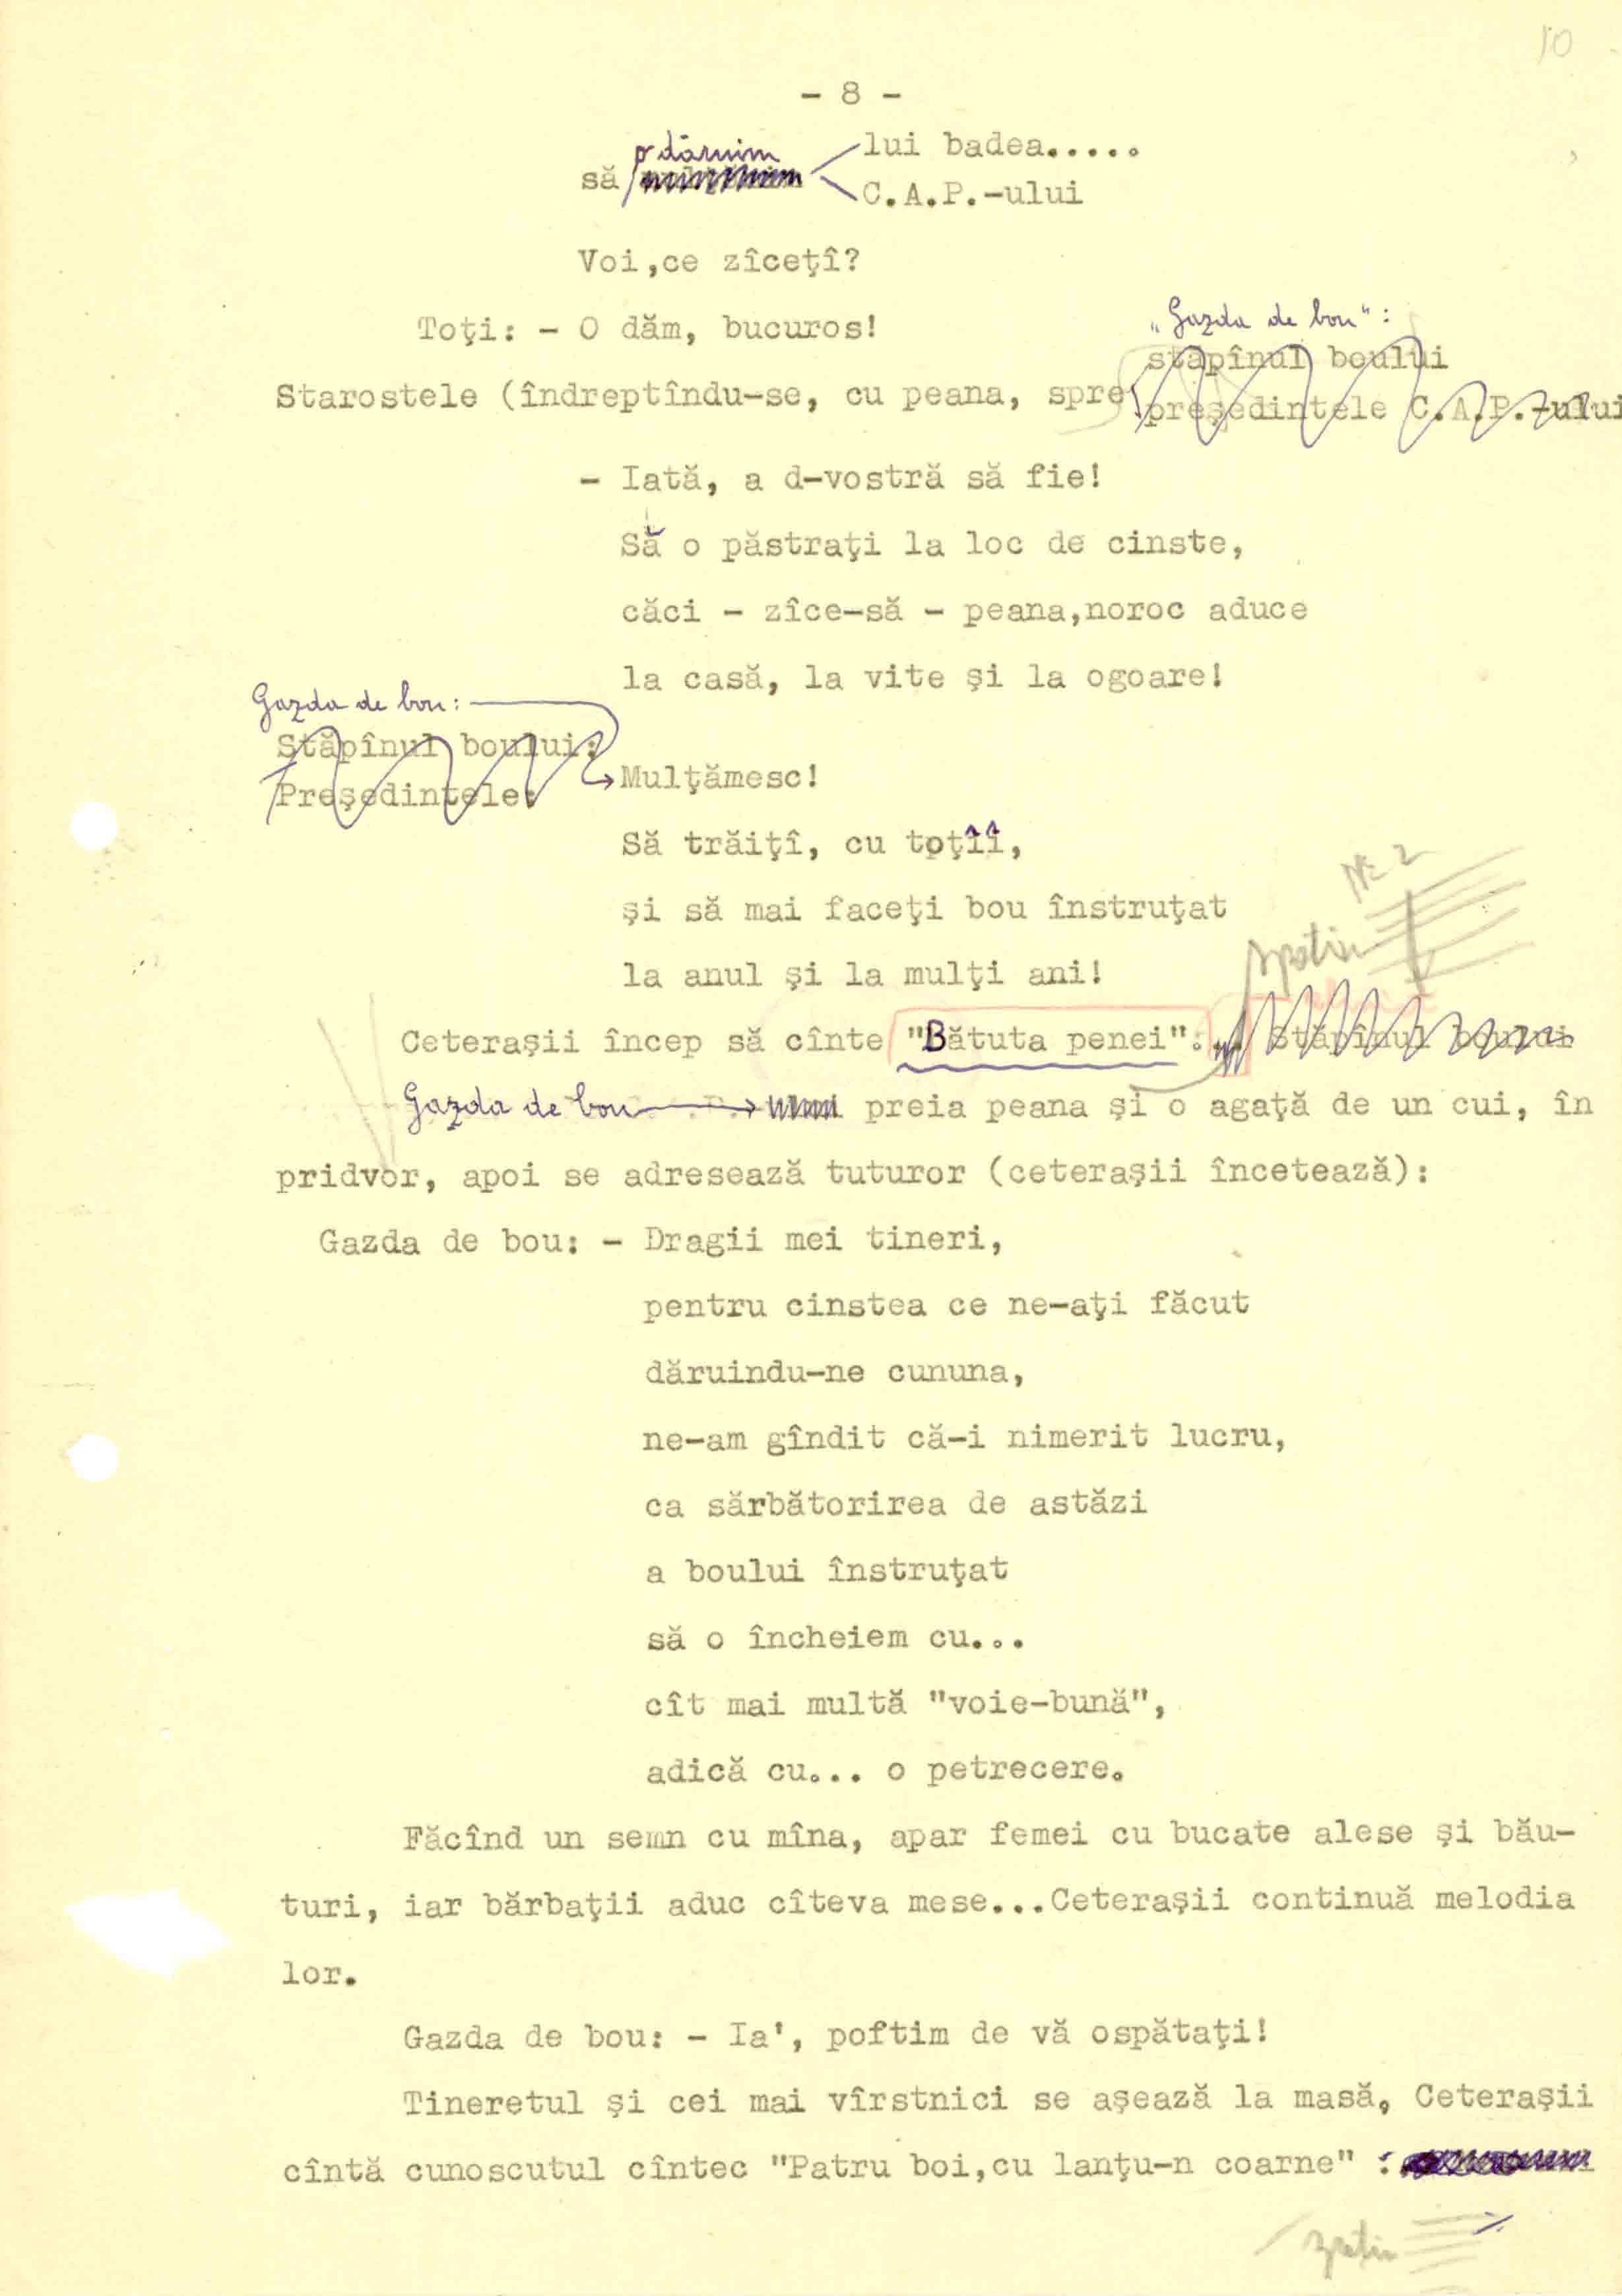 10
- 8 -
o dăruim
să lui badea.....
C.A.P.-ului
Voi,ce zîceţî?
Toţi: - O dăm, bucuros!
„Gazda de bou":
stăpînul boului
Starostele (îndreptîndu-se, cu peana, spre
preşedintele C.A.P.-ului
- Iată, a d-vostră să fie!
Să o păstraţi la loc de cinste,
căci - zîce-să - peana,noroc aduce
la casă, la vite şi la ogoare!
Gazda de bou:
Stăpînul boului:
Preşedintele:
Mulţămesc!
Să trăiţî, cu toţîî,
şi să mai faceţi bou înstruţat
la anul şi la mulţi ani!
No 2
spatiu
Ceteraşii încep să cînte "Bătuta penei". Stăpînul boului
Gazda de bou preia peana şi o agaţă de un cui, în
pridvor, apoi se adresează tuturor (ceteraşii încetează):
Gazda de bou: - Dragii mei tineri,
pentru cinstea ce ne-aţi făcut
dăruindu-ne cununa,
ne-am gîndit că-i nimerit lucru,
ca sărbătorirea de astăzi
a boului înstruţat
să o încheiem cu...
cît mai multă "voie-bună",
adică cu... o petrecere.
Făcînd un semn cu mîna, apar femei cu bucate alese şi bău-
turi, iar bărbaţii aduc cîteva mese...Ceteraşii continuă melodia
lor.
Gazda de bou: - Ia', poftim de vă ospătaţi!
Tineretul şi cei mai vîrstnici se aşează la masă, Ceteraşii
cîntă cunoscutul cîntec "Patru boi,cu lanţu-n coarne" :
spatiu